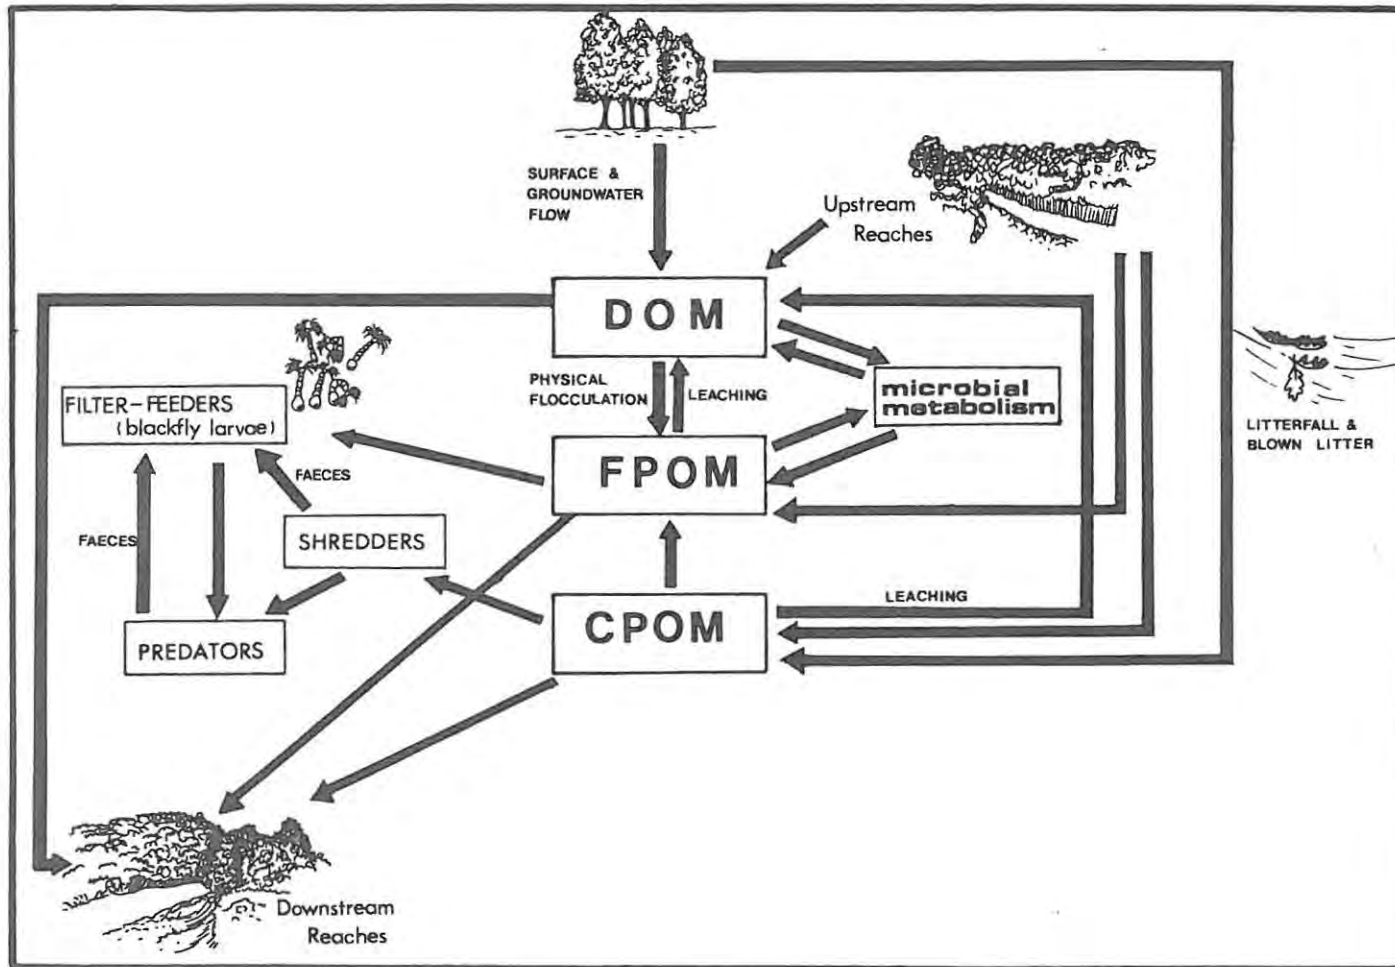 SURFACE &
GROUNDWATER
FLOW
Upstream
Reaches
DOM
PHYSICAL
FLOCCULATION
LEACHING
microbial
metabolism
LITTERFALL &
BLOWN LITTER
FILTER-FEEDERS
(blackfly larvae)
FAECES
FPOM
FAECES
SHREDDERS
CPOM
LEACHING
PREDATORS
Downstream
Reaches